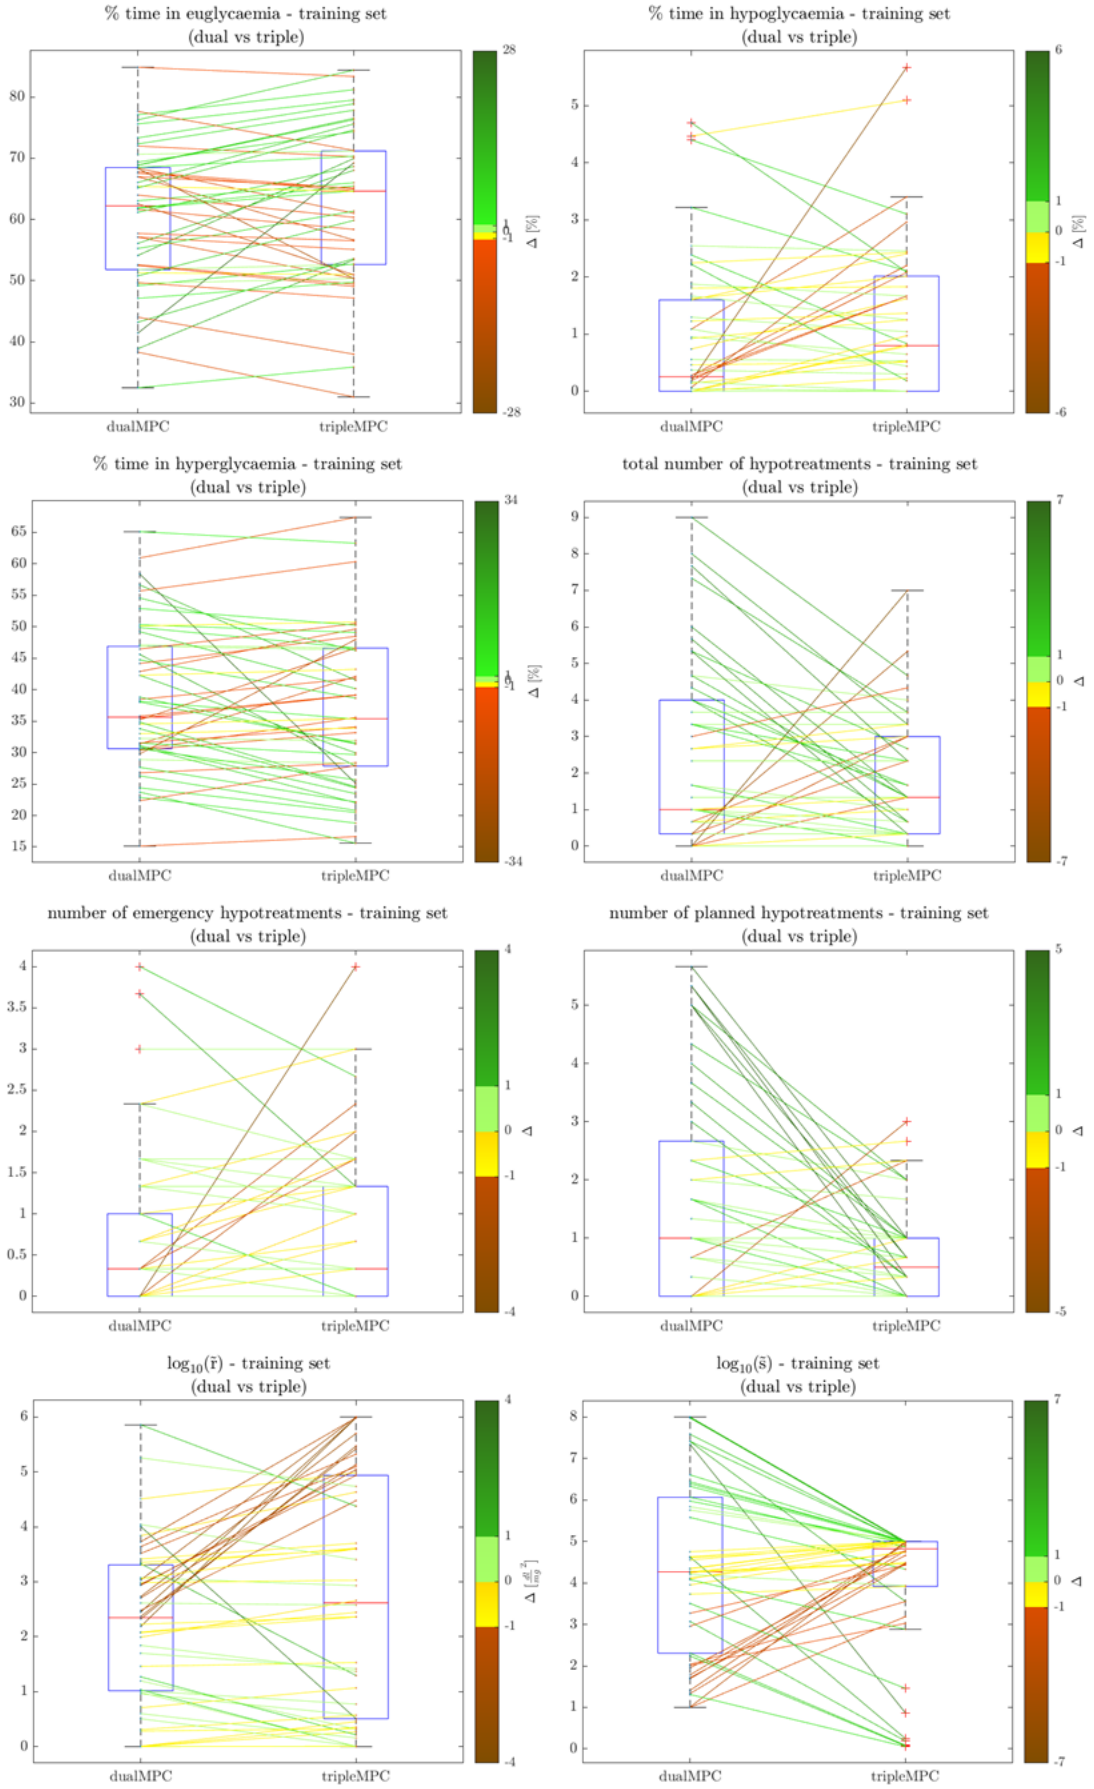 % time in euglycaemia - training set
(dual vs triple)
80
70
60
50
40
30
dualMPC
tripleMPC
28
1
0
-1
-28
Δ [%]
% time in hypoglycaemia - training set
(dual vs triple)
5
4
3
2
1
0
dualMPC
tripleMPC
6
1
0
-1
-6
Δ [%]
% time in hyperglycaemia - training set
(dual vs triple)
65
60
55
50
45
40
35
30
25
20
15
dualMPC
tripleMPC
34
1
0
-1
-34
Δ [%]
total number of hypotreatments - training set
(dual vs triple)
9
8
7
6
5
4
3
2
1
0
dualMPC
tripleMPC
7
1
0
-1
-7
Δ
number of emergency hypotreatments - training set
(dual vs triple)
4
3.5
3
2.5
2
1.5
1
0.5
0
dualMPC
tripleMPC
4
1
0
-1
-4
Δ
number of planned hypotreatments - training set
(dual vs triple)
5
4
3
2
1
0
dualMPC
tripleMPC
5
1
0
-1
-5
Δ
log₁₀(r̃) - training set
(dual vs triple)
6
5
4
3
2
1
0
dualMPC
tripleMPC
4
1
0
-1
-4
Δ [dl²/mg]
log₁₀(s̃) - training set
(dual vs triple)
8
7
6
5
4
3
2
1
0
dualMPC
tripleMPC
7
1
0
-1
-7
Δ